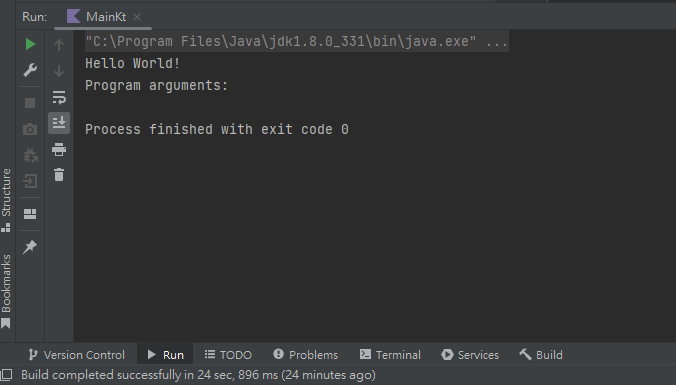 Run: MainKt
"C:\Program Files\Java\jdk1.8.0_331\bin\java.exe" ...
Hello World!
Program arguments:
Process finished with exit code 0
Structure
Bookmarks
Version Control Run TODO Problems Terminal Services Build
Build completed successfully in 24 sec, 896 ms (24 minutes ago)